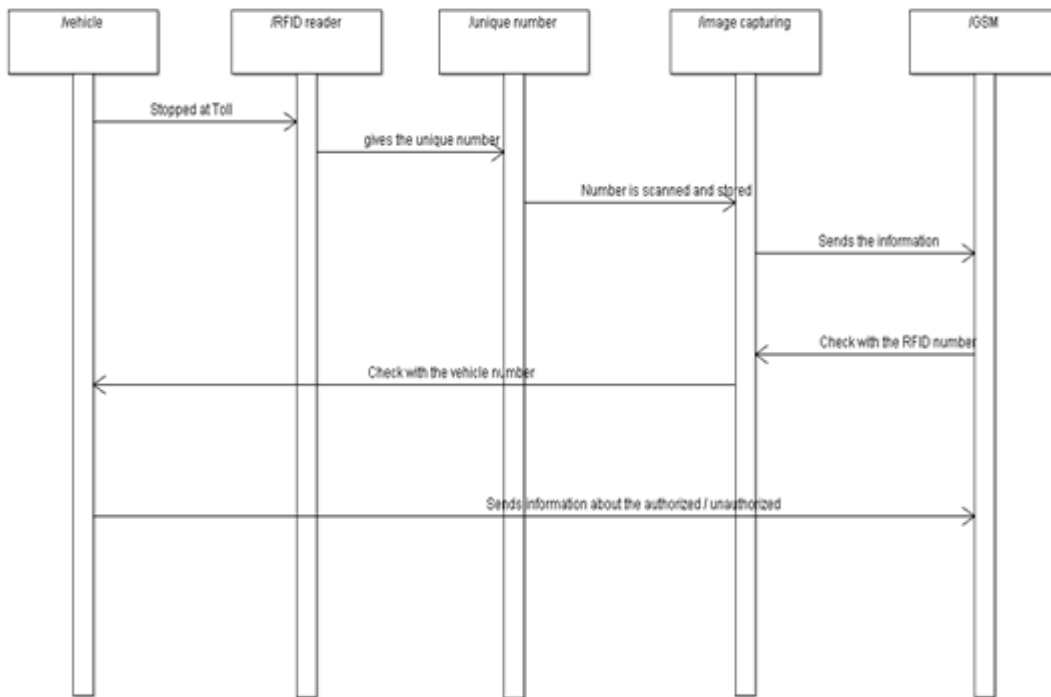 /vehicle
/RFID reader
/unique number
/image capturing
/GSM
Stopped at Toll
gives the unique number
Number is scanned and stored
Sends the information
Check with the RFID number
Check with the vehicle number
Sends information about the authorized / unauthorized